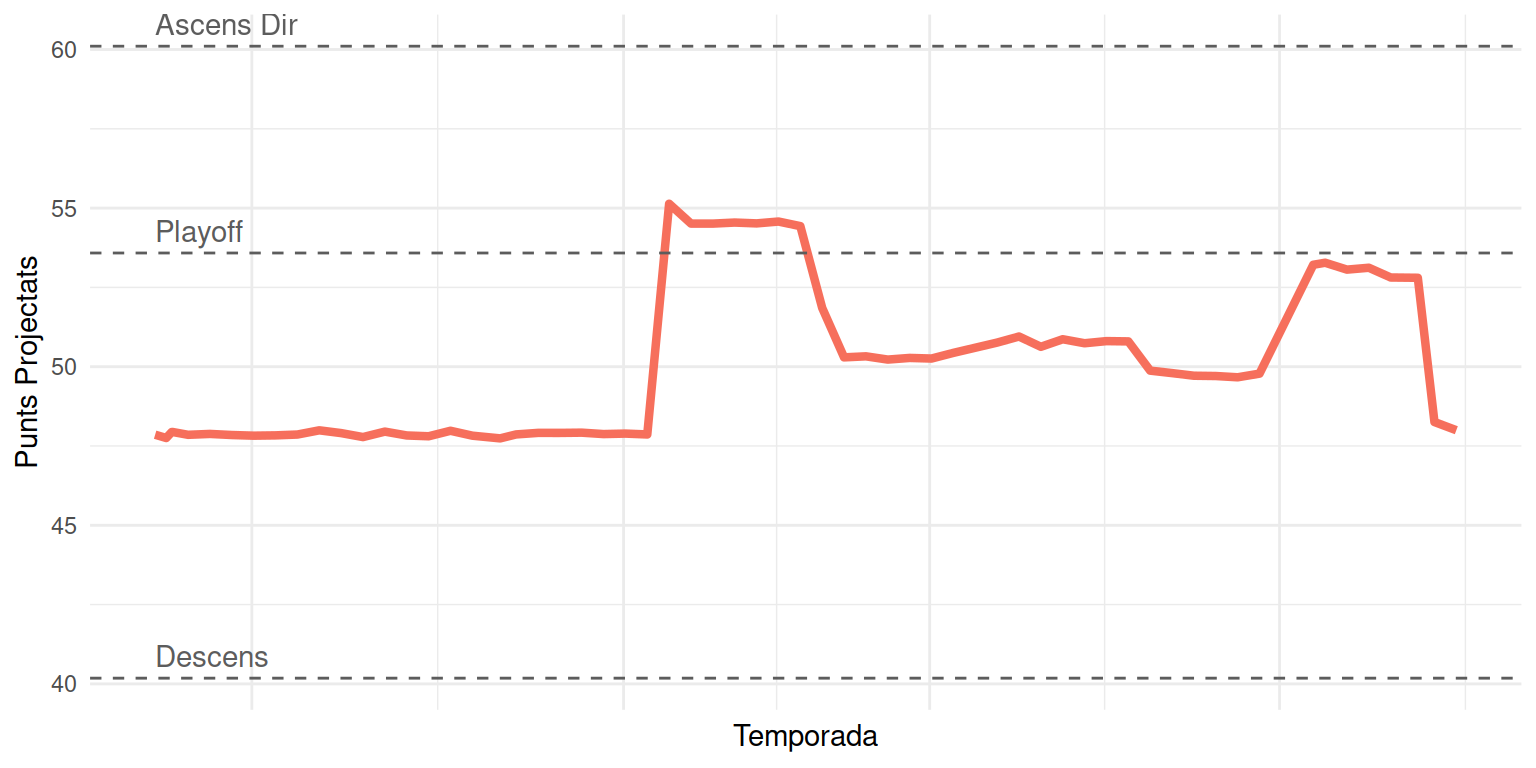 Ascens Dir
60
55
Playoff
Punts Projectats
50
45
Descens
40
Temporada